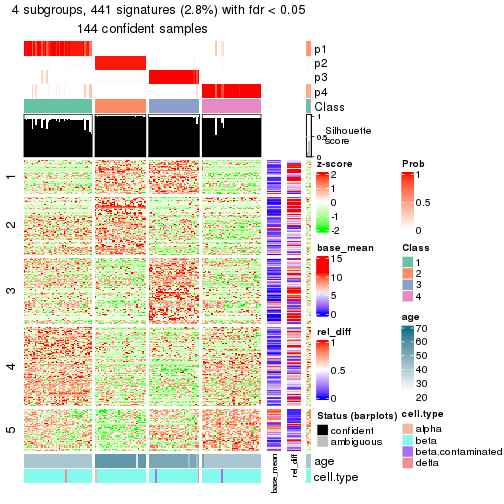 4 subgroups, 441 signatures (2.8%) with fdr < 0.05
144 confident samples
p1
p2
p3
p4
Class
1
0.5
0
Silhouette
score
1
2
3
4
5
z-score
2
1
0
-1
-2
base_mean
15
10
5
0
rel_diff
1
0.5
0
Status (barplots)
confident
ambiguous
Prob
1
0.5
0
Class
1
2
3
4
age
70
60
50
40
30
20
cell.type
alpha
beta
beta.contaminated
delta
age
cell.type
base_mean
rel_diff